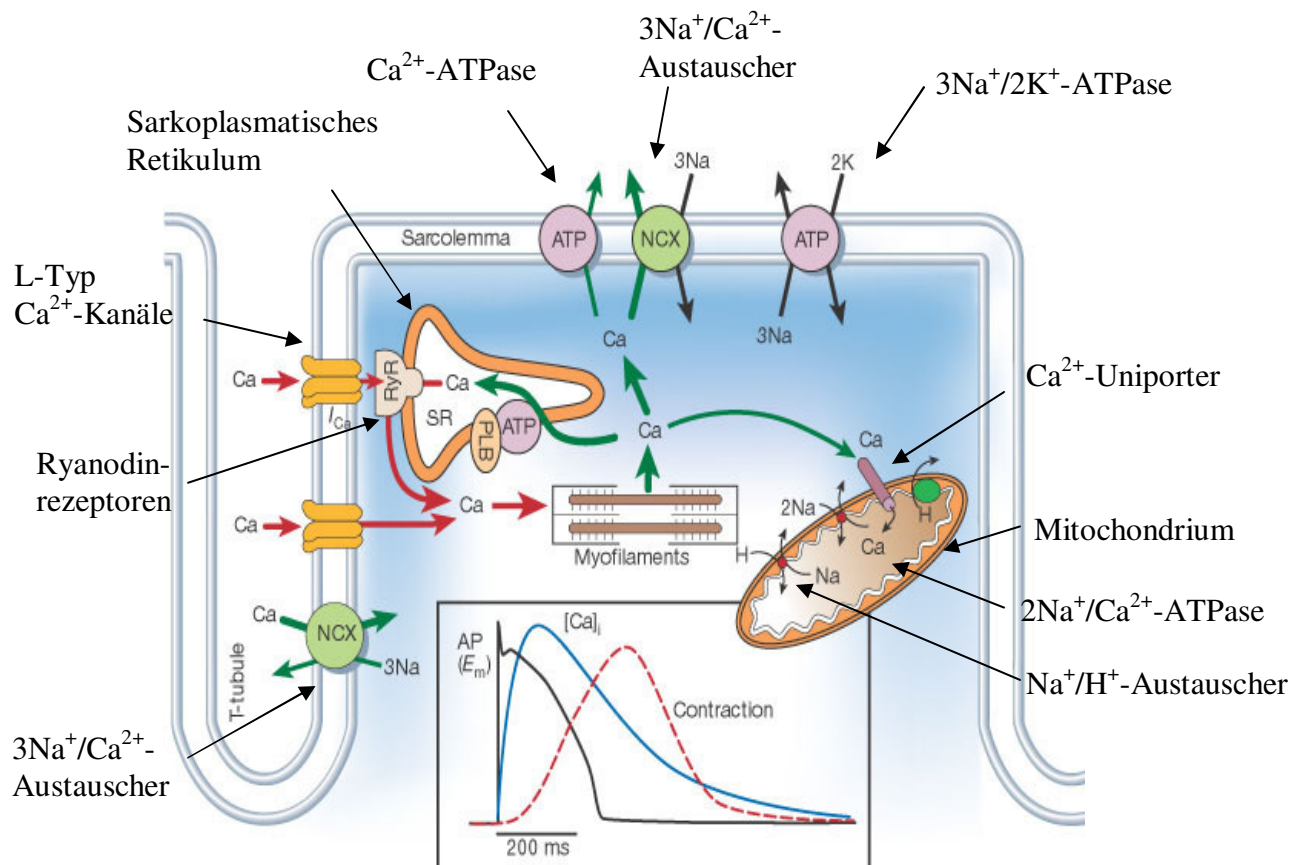 3Na⁺/Ca²⁺-
Austauscher
Ca²⁺-ATPase
3Na⁺/2K⁺-ATPase
Sarkoplasmatisches
Retikulum
3Na
2K
Sarcolemma
ATP
NCX
ATP
L-Typ
Ca²⁺-Kanäle
3Na
Ca
Ca
RyR
Ca
I_Ca
SR
PLB
ATP
Ca
Ca
Ca²⁺-Uniporter
Ryanodin-
rezeptoren
Ca
Ca
2Na
H
Ca
Mitochondrium
Myofilaments
H
Na
2Na⁺/Ca²⁺-ATPase
Ca
NCX
3Na
T-tubule
AP
(E_m)
[Ca]_i
Contraction
Na⁺/H⁺-Austauscher
3Na⁺/Ca²⁺-
Austauscher
200 ms